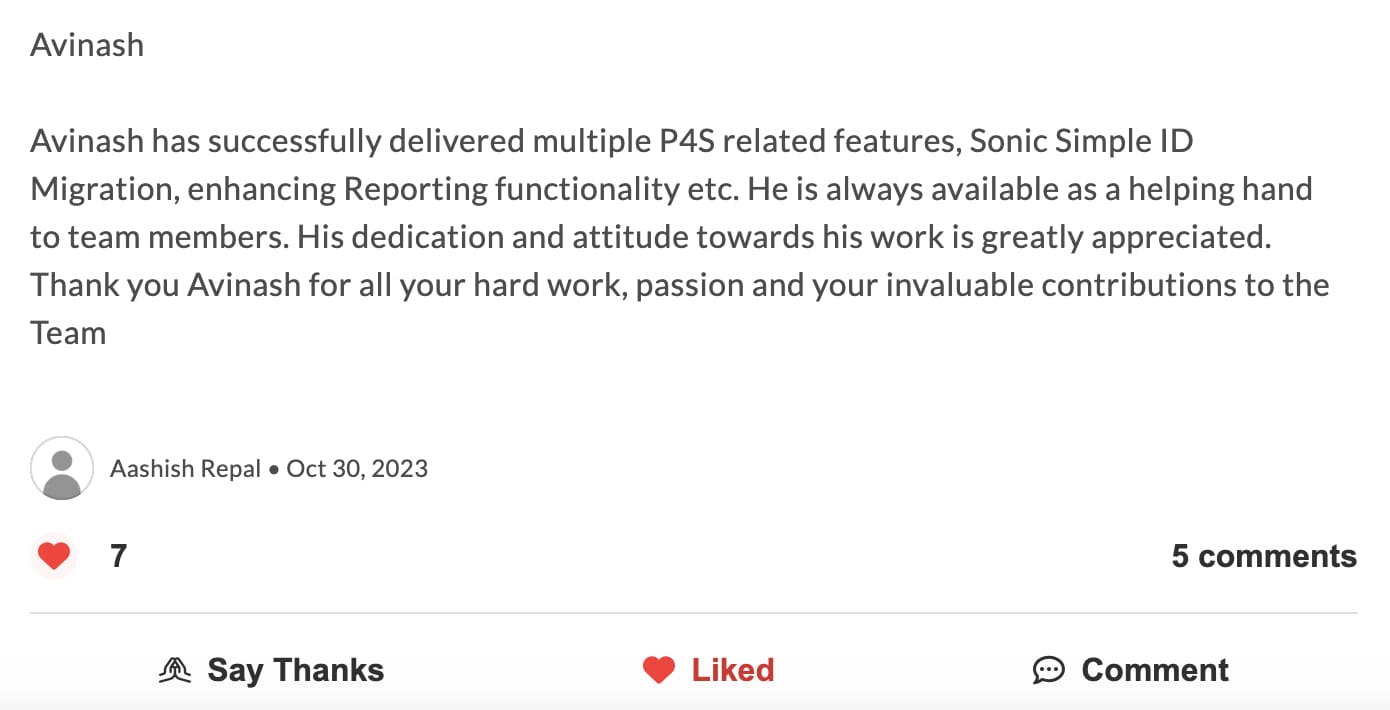 Avinash
Avinash has successfully delivered multiple P4S related features, Sonic Simple ID
Migration, enhancing Reporting functionality etc. He is always available as a helping hand
to team members. His dedication and attitude towards his work is greatly appreciated.
Thank you Avinash for all your hard work, passion and your invaluable contributions to the
Team
Aashish Repal • Oct 30, 2023
7
5 comments
Say Thanks
Liked
Comment